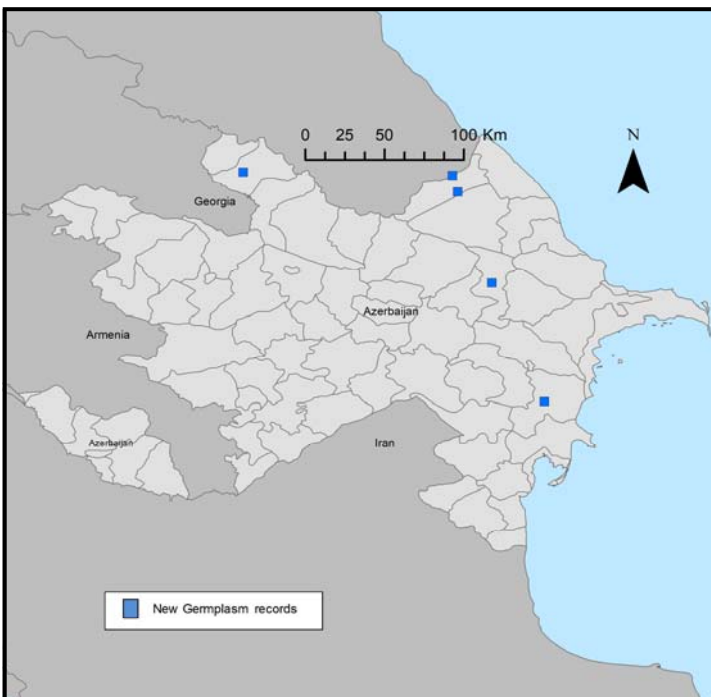 0 25 50 100 Km
N
Georgia
Azerbaijan
Armenia
Azerbaijan
Iran
New Germplasm records